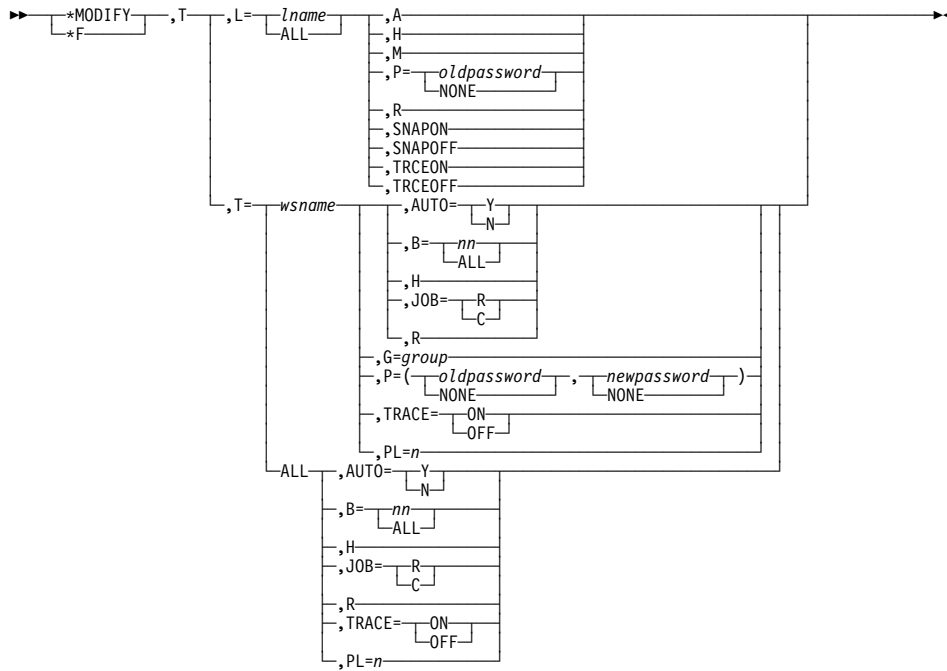 *MODIFY ,T ,L= lname ,A
*F ALL ,H
,M
,P= oldpassword
NONE
,R
,SNAPON
,SNAPOFF
,TRCEON
,TRCEOFF
,T= wsname ,AUTO= Y
N
,B= nn
ALL
,H
,JOB= R
C
,R
,G=group
,P=( oldpassword , newpassword )
NONE NONE
,TRACE= ON
OFF
,PL=n
ALL ,AUTO= Y
N
,B= nn
ALL
,H
,JOB= R
C
,R
,TRACE= ON
OFF
,PL=n